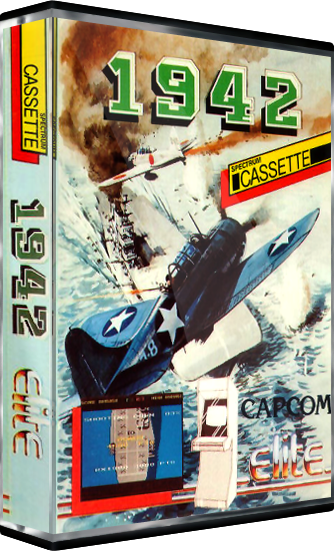 1942
SPECTRUM
CASSETTE
CAPCOM
elite
SPECTRUM
CASSETTE
1942
elite